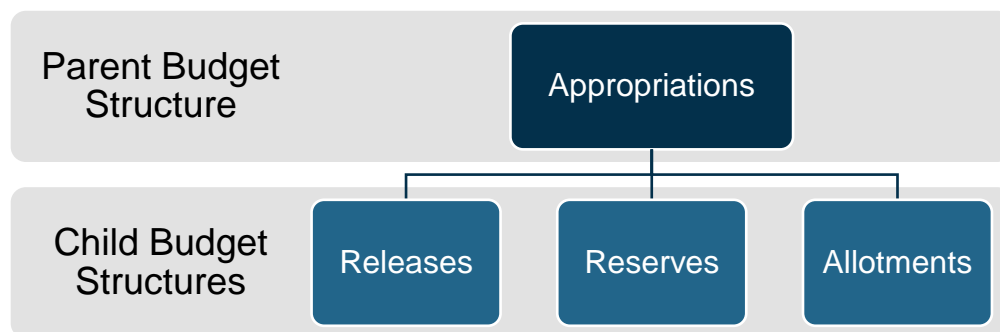 Parent Budget
Structure
Appropriations
Child Budget
Structures
Releases
Reserves
Allotments